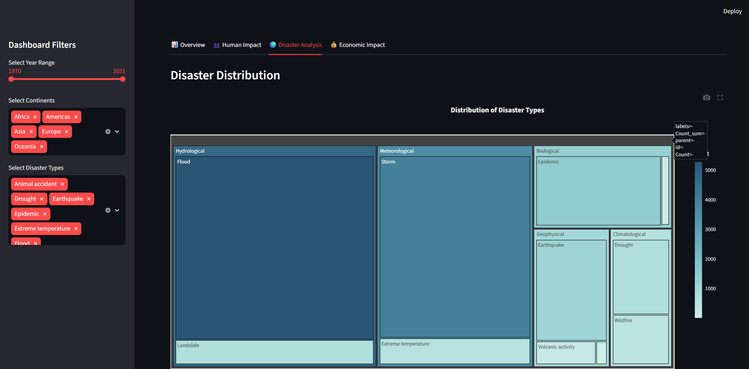 Deploy
Overview
Human Impact
Disaster Analysis
Economic Impact
Dashboard Filters
Select Year Range
1970
2021
Select Continents
Africa
Americas
Asia
Europe
Oceania
Select Disaster Types
Animal accident
Drought
Earthquake
Epidemic
Extreme temperature
Flood
Disaster Distribution
Distribution of Disaster Types
labels=
Count_sum=
parent=
id=
Count=
Hydrological
Flood
Landslide
Meteorological
Storm
Extreme temperature
Biological
Epidemic
Geophysical
Earthquake
Volcanic activity
Climatological
Drought
Wildfire
5000
4000
3000
2000
1000